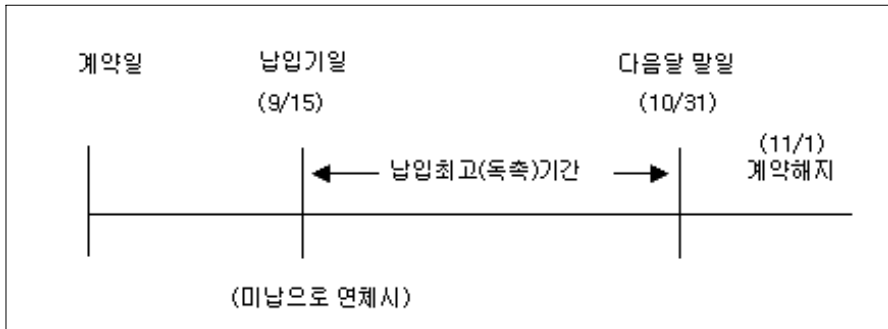 계약일
납입기일
(9/15)
다음달 말일
(10/31)
(11/1)
계약해지
납입최고(독촉)기간
(미납으로 연체시)